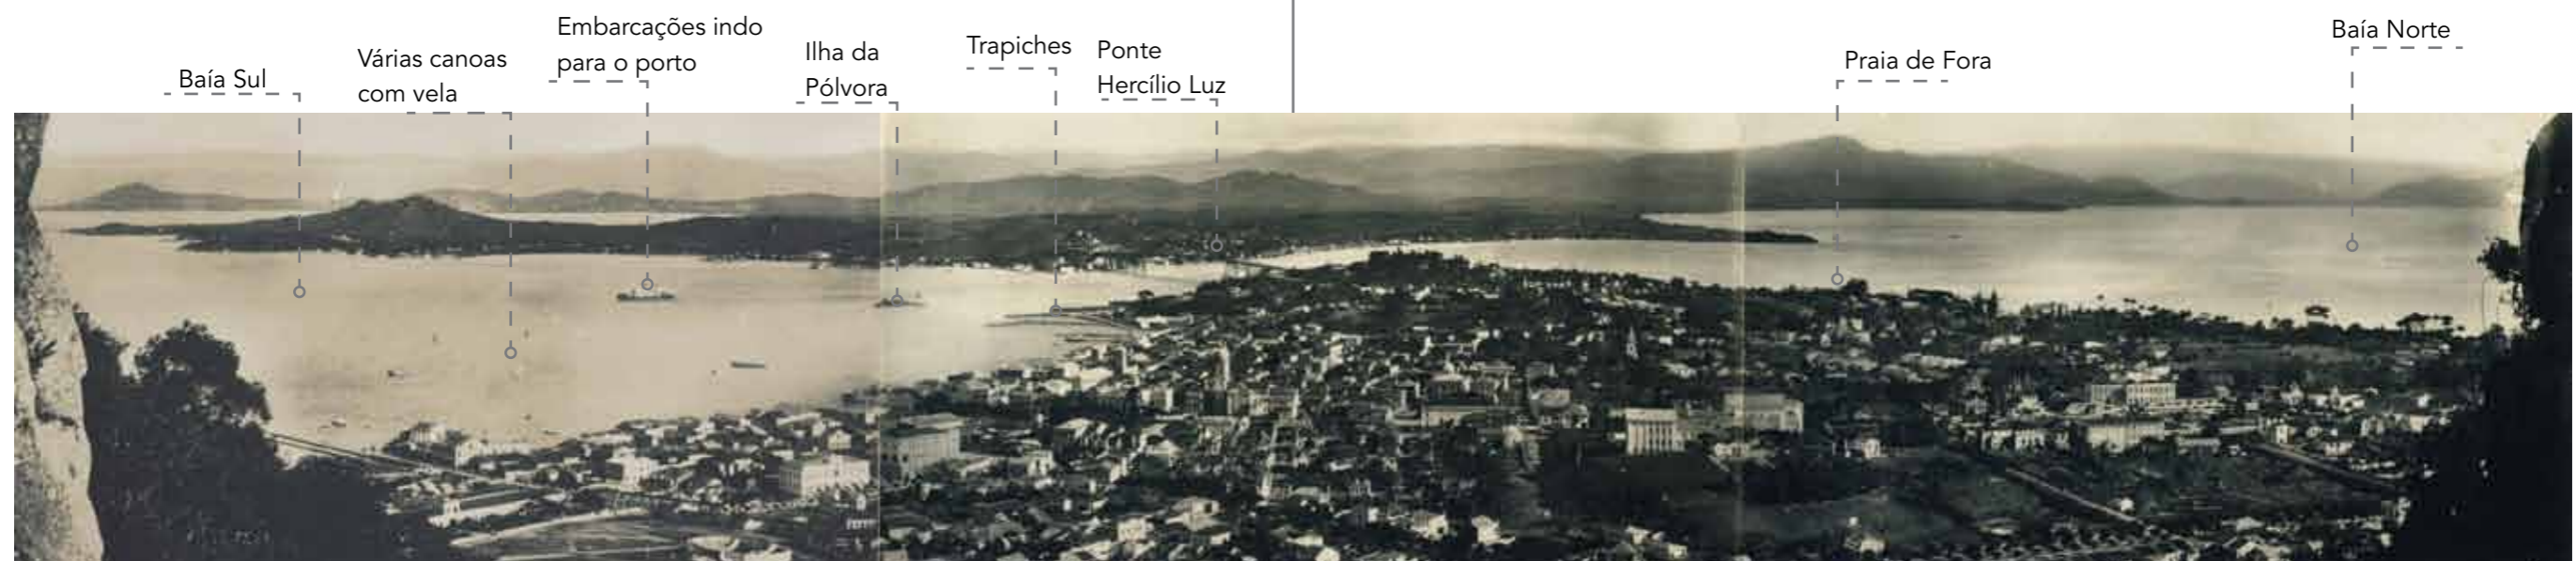 Baía Sul
Várias canoas
com vela
Embarcações indo
para o porto
Ilha da
Pólvora
Trapiches
Ponte
Hercílio Luz
Praia de Fora
Baía Norte